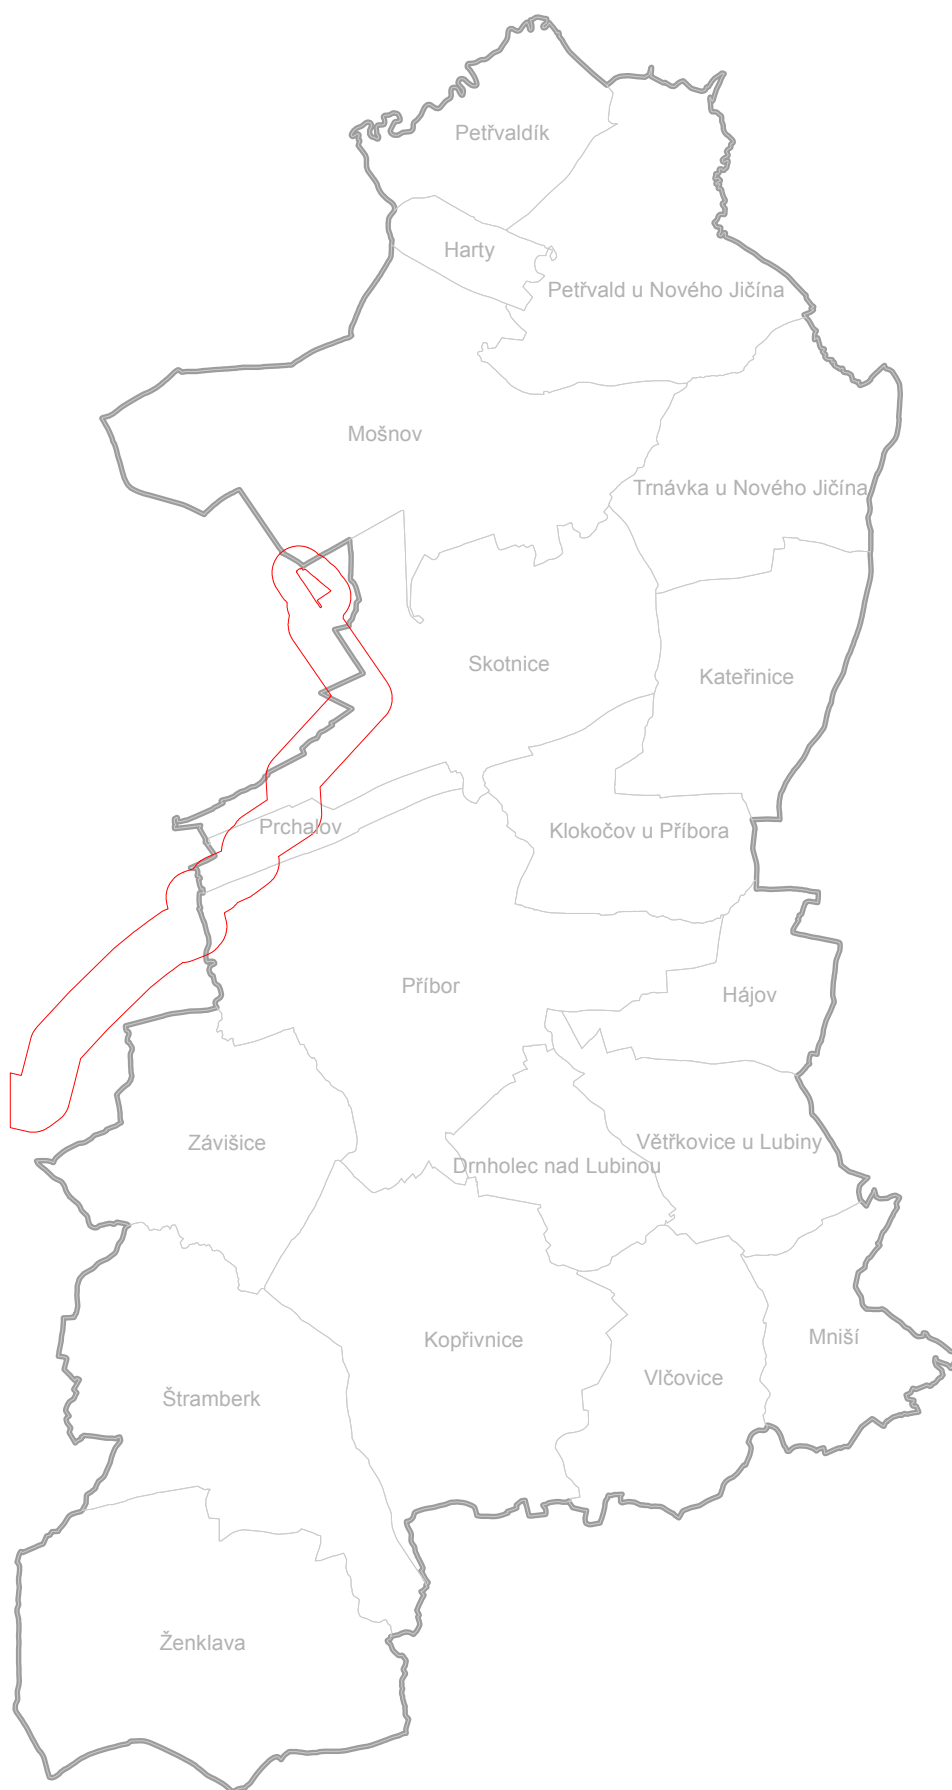 Petřvaldík
Harty
Petřvald u Nového Jičína
Mošnov
Trnávka u Nového Jičína
Skotnice
Kateřinice
Prchalov
Klokočov u Příbora
Příbor
Hájov
Závišice
Větřkovice u Lubiny
Drnholec nad Lubinou
Kopřivnice
Mniší
Vlčovice
Štramberk
Ženklava